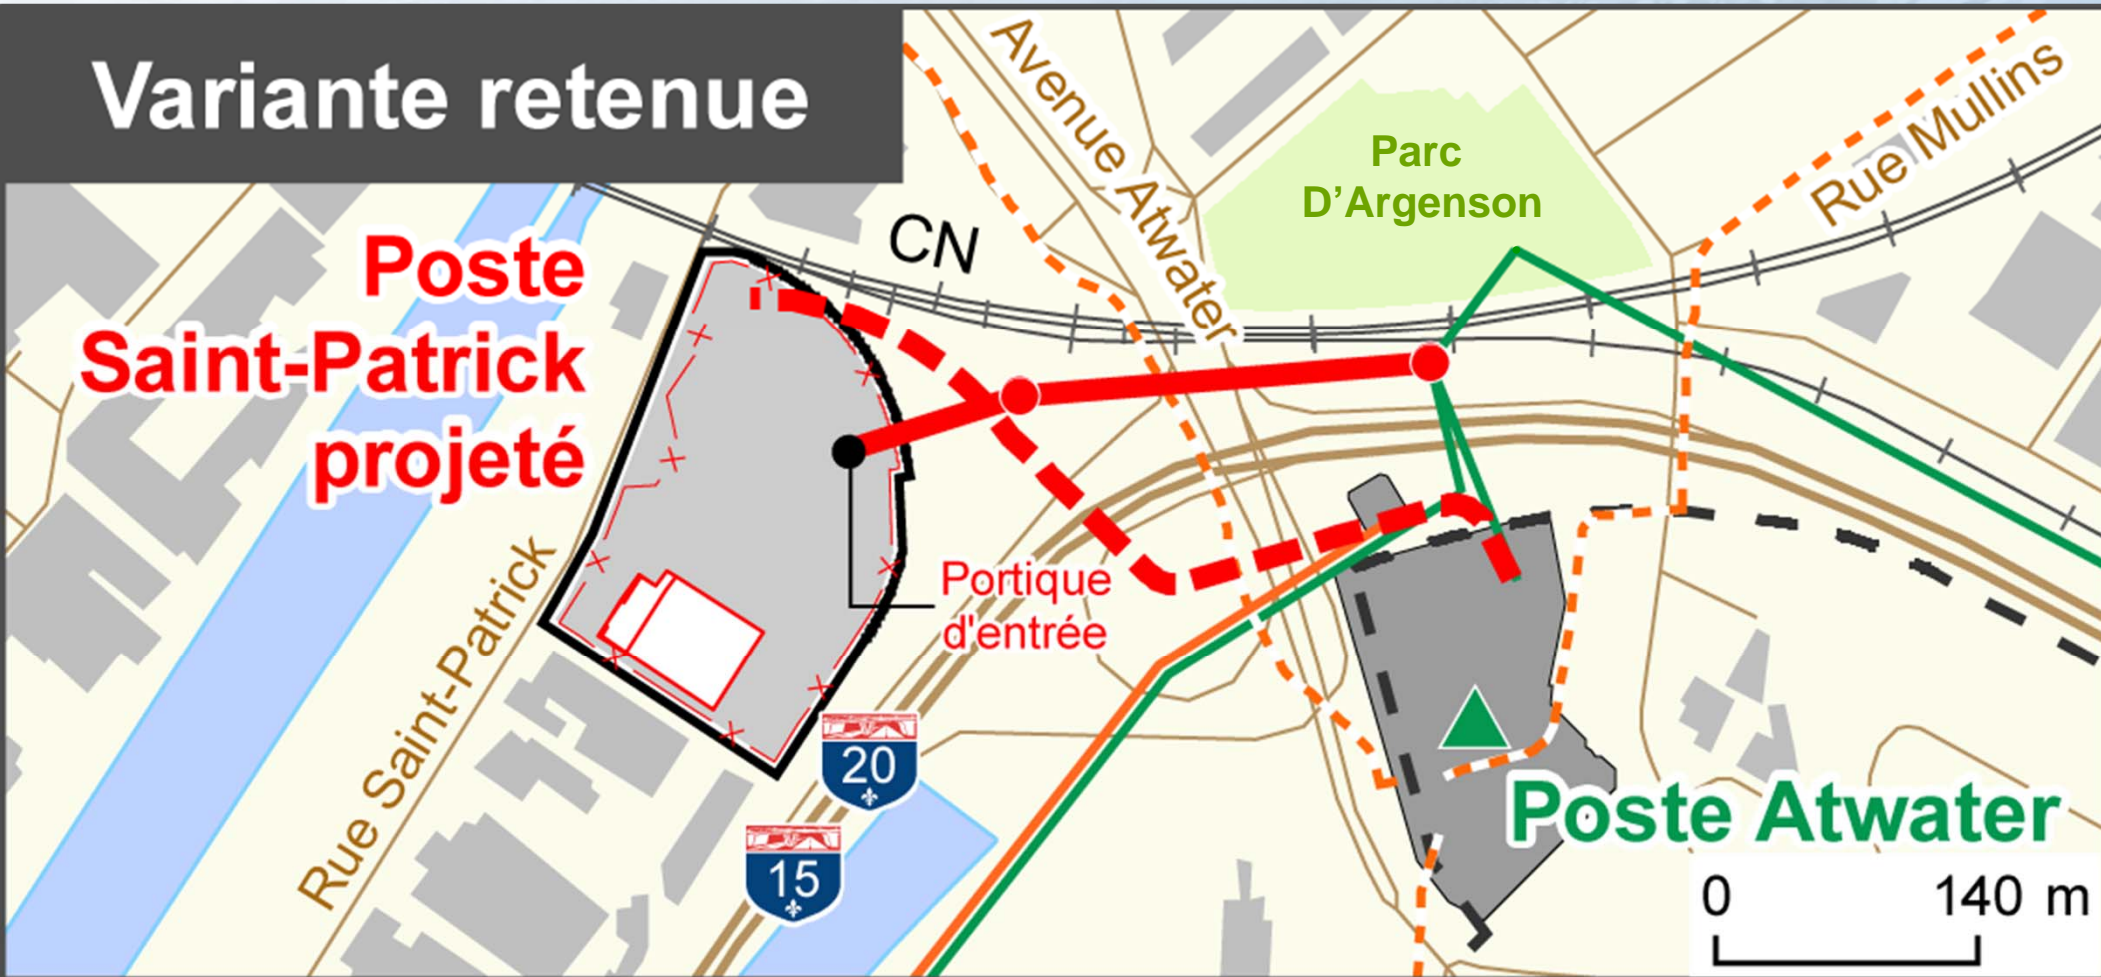 Variante retenue
Avenue Atwater
Parc
D’Argenson
Rue Mullins
CN
Poste
Saint-Patrick
projeté
Portique
d'entrée
Rue Saint-Patrick
20
15
Poste Atwater
0 140 m